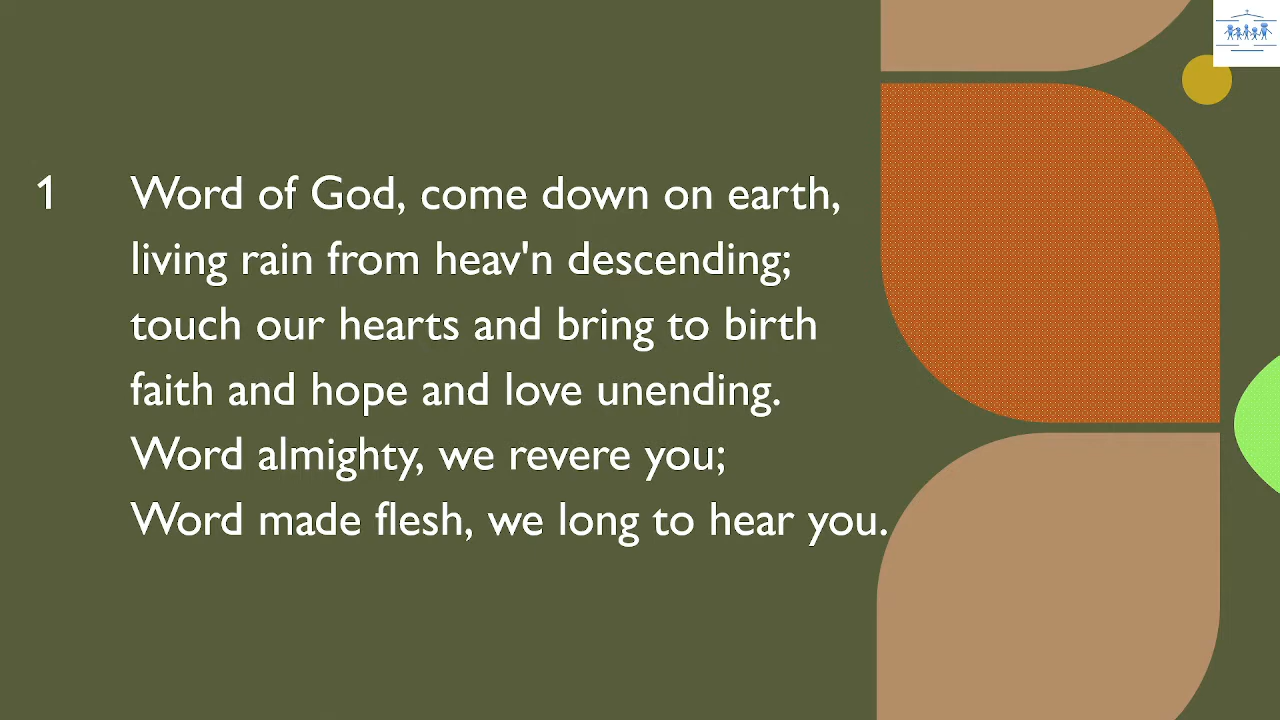 1 Word of God, come down on earth,
living rain from heav'n descending;
touch our hearts and bring to birth
faith and hope and love unending.
Word almighty, we revere you;
Word made flesh, we long to hear you.